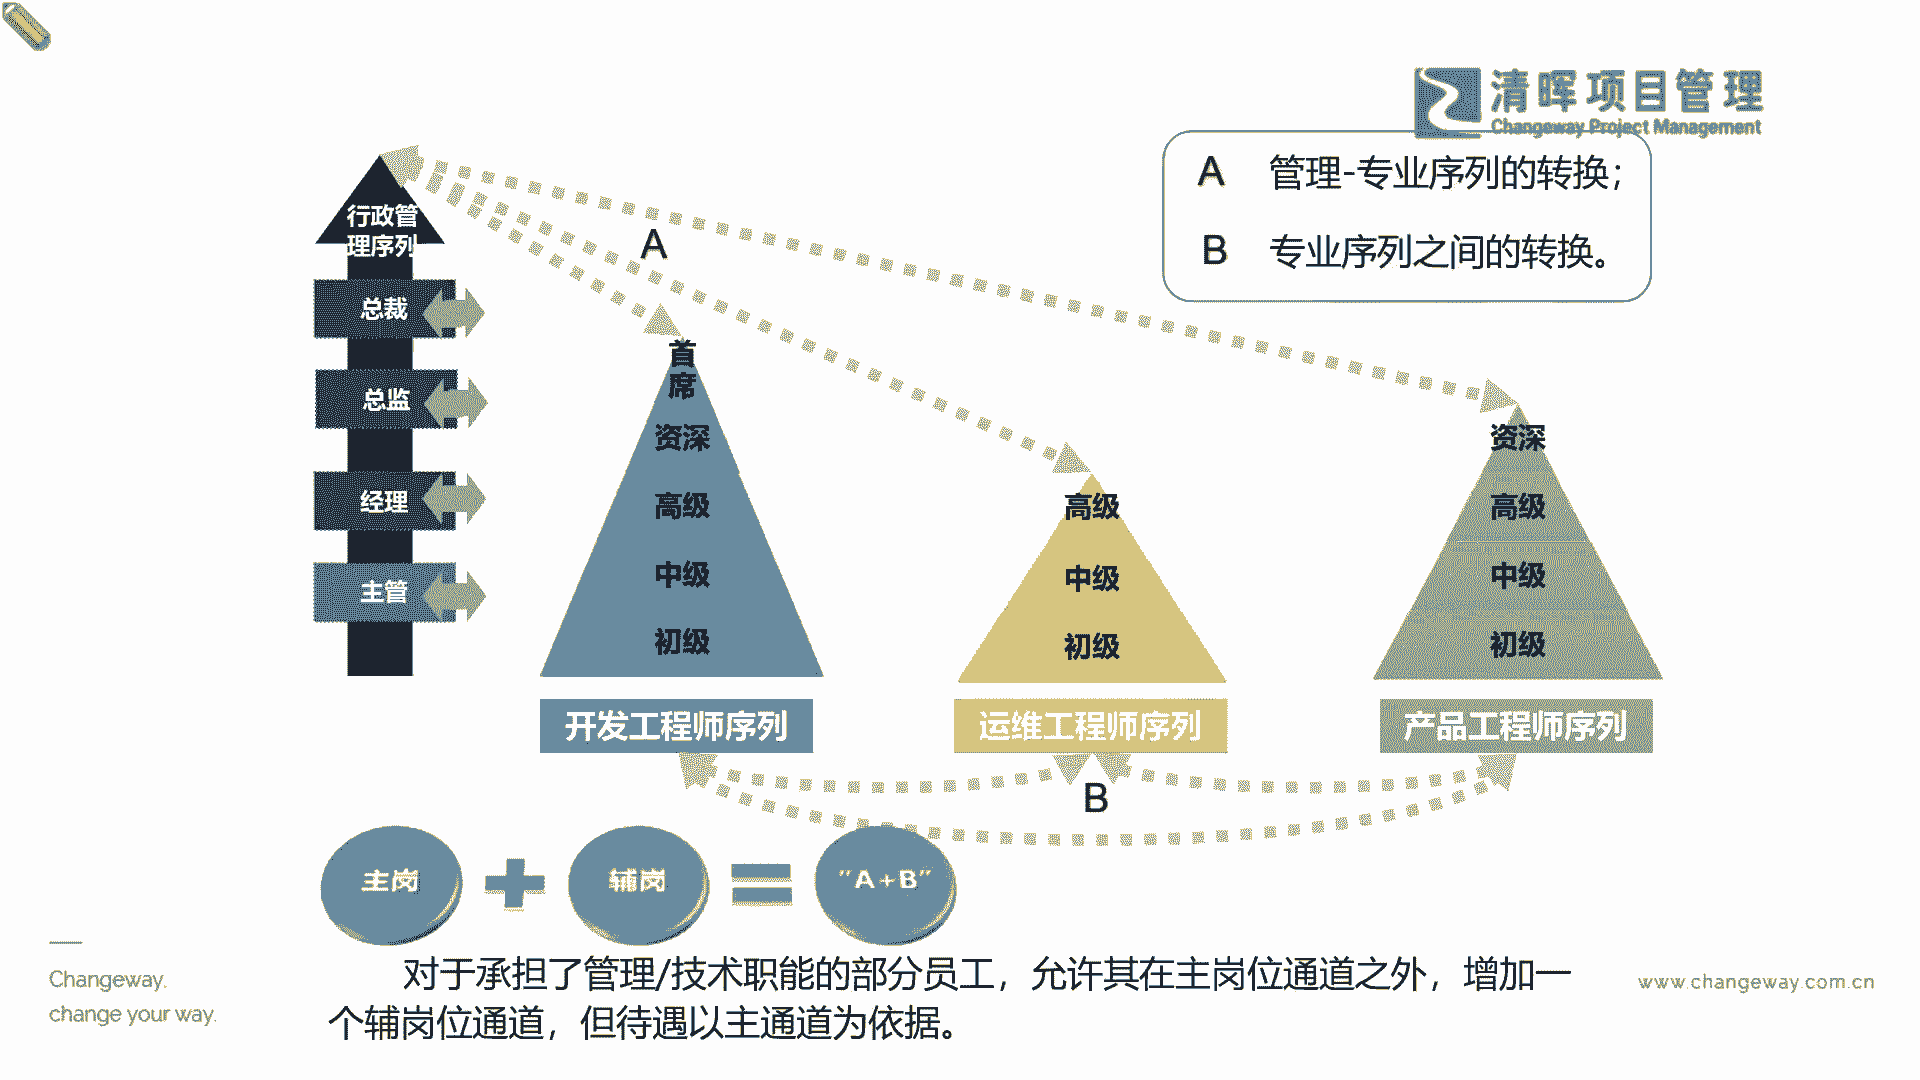 清晖项目管理
Changeway Project Management
A 管理-专业序列的转换；
B 专业序列之间的转换。
行政管
理序列
总裁
总监
经理
主管
A
首
席
资深
高级
中级
初级
开发工程师序列
高级
中级
初级
运维工程师序列
资深
高级
中级
初级
产品工程师序列
B
主岗
辅岗
"A+B"
对于承担了管理/技术职能的部分员工，允许其在主岗位通道之外，增加一
个辅岗位通道，但待遇以主通道为依据。
Changeway.
change your way.
www.changeway.com.cn